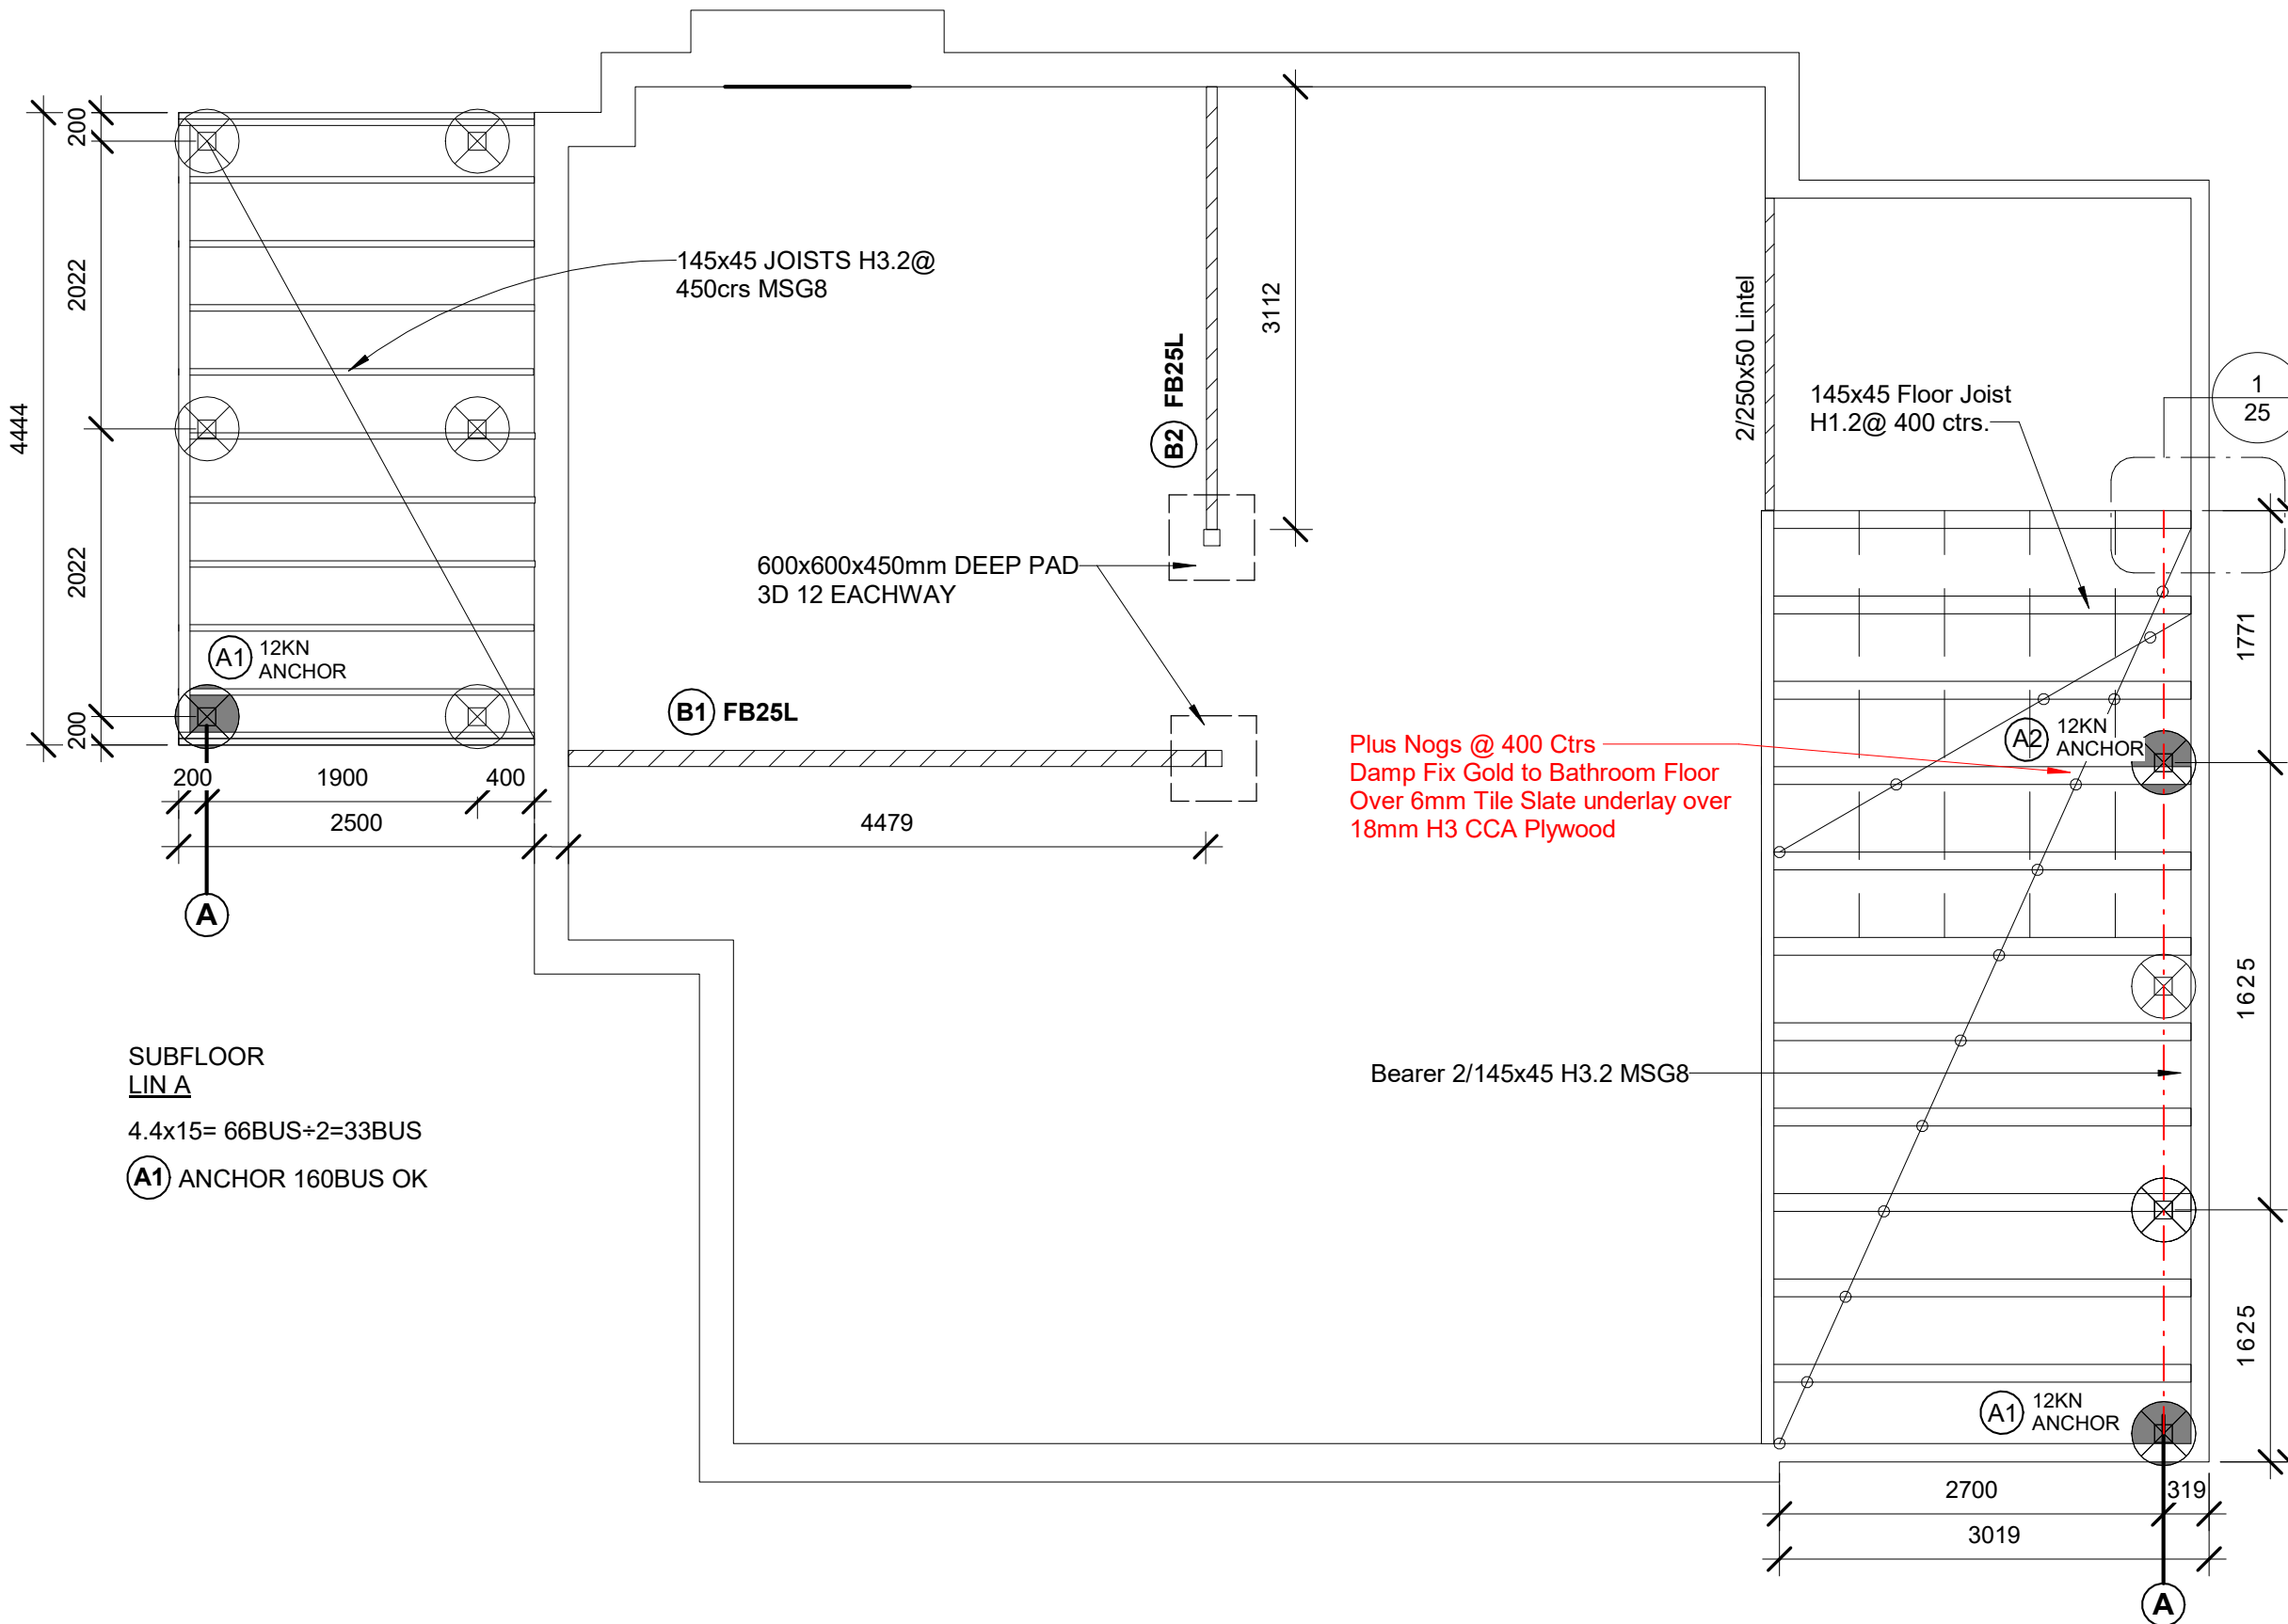 200
2022
4444
2022
200
145x45 JOISTS H3.2@
450crs MSG8
3112
B2 FB25L
2/250x50 Lintel
145x45 Floor Joist
H1.2@ 400 ctrs.
1
25
600x600x450mm DEEP PAD
3D 12 EACHWAY
A1 12KN
ANCHOR
B1 FB25L
200 1900 400
2500
4479
A
Plus Nogs @ 400 Ctrs
Damp Fix Gold to Bathroom Floor
Over 6mm Tile Slate underlay over
18mm H3 CCA Plywood
A2 12KN
ANCHOR
1771
1625
1625
SUBFLOOR
LIN A
4.4x15= 66BUS÷2=33BUS
A1 ANCHOR 160BUS OK
Bearer 2/145x45 H3.2 MSG8
A1 12KN
ANCHOR
2700 319
3019
A